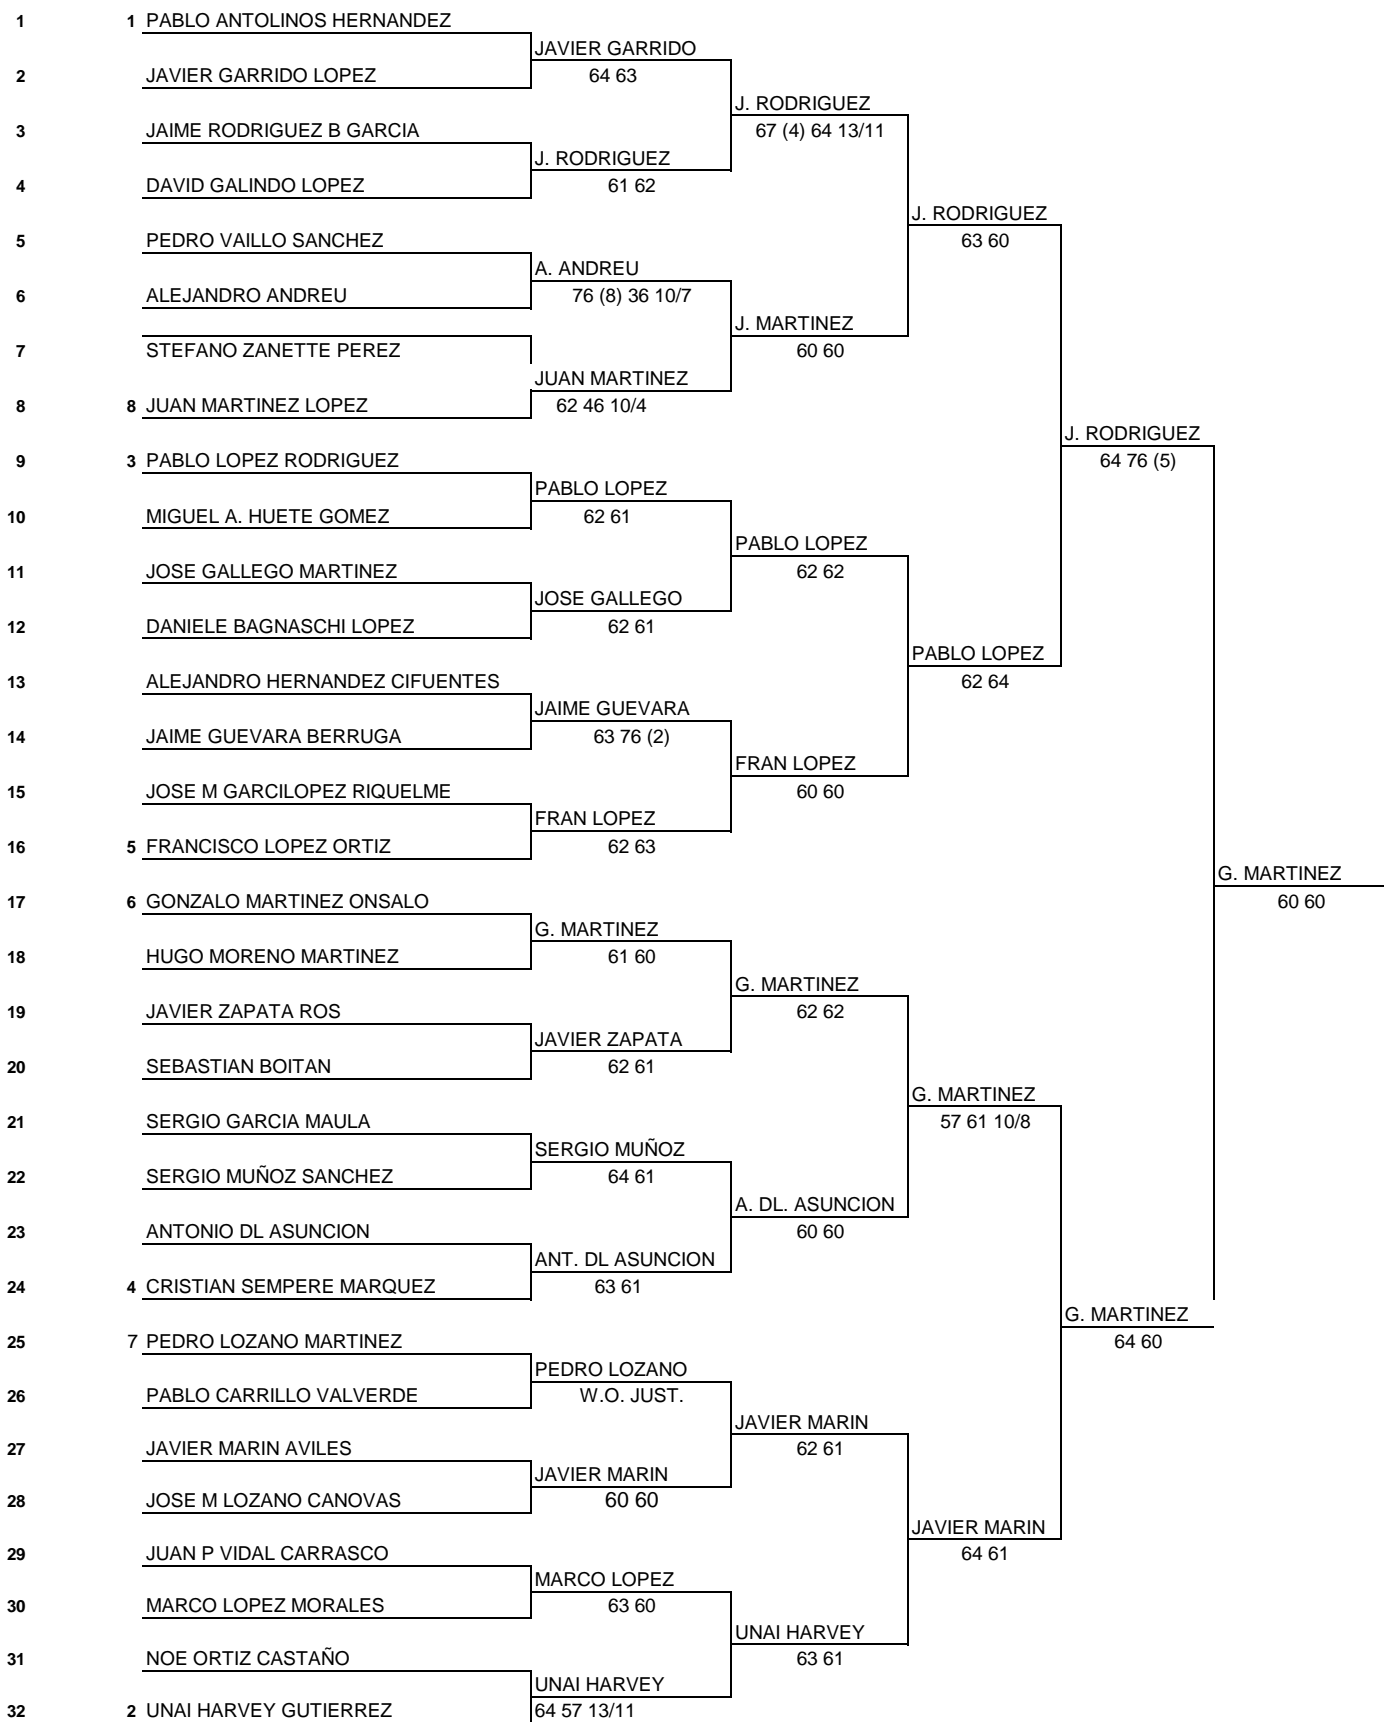 1 1 PABLO ANTOLINOS HERNANDEZ
JAVIER GARRIDO
2 JAVIER GARRIDO LOPEZ 64 63
J. RODRIGUEZ
3 JAIME RODRIGUEZ B GARCIA 67 (4) 64 13/11
J. RODRIGUEZ
4 DAVID GALINDO LOPEZ 61 62
J. RODRIGUEZ
5 PEDRO VAILLO SANCHEZ 63 60
A. ANDREU
6 ALEJANDRO ANDREU 76 (8) 36 10/7
J. MARTINEZ
7 STEFANO ZANETTE PEREZ 60 60
JUAN MARTINEZ
8 8 JUAN MARTINEZ LOPEZ 62 46 10/4
J. RODRIGUEZ
9 3 PABLO LOPEZ RODRIGUEZ 64 76 (5)
PABLO LOPEZ
10 MIGUEL A. HUETE GOMEZ 62 61
PABLO LOPEZ
11 JOSE GALLEGO MARTINEZ 62 62
JOSE GALLEGO
12 DANIELE BAGNASCHI LOPEZ 62 61
PABLO LOPEZ
13 ALEJANDRO HERNANDEZ CIFUENTES 62 64
JAIME GUEVARA
14 JAIME GUEVARA BERRUGA 63 76 (2)
FRAN LOPEZ
15 JOSE M GARCILOPEZ RIQUELME 60 60
FRAN LOPEZ
16 5 FRANCISCO LOPEZ ORTIZ 62 63
G. MARTINEZ
17 6 GONZALO MARTINEZ ONSALO 60 60
G. MARTINEZ
18 HUGO MORENO MARTINEZ 61 60
G. MARTINEZ
19 JAVIER ZAPATA ROS 62 62
JAVIER ZAPATA
20 SEBASTIAN BOITAN 62 61
G. MARTINEZ
21 SERGIO GARCIA MAULA 57 61 10/8
SERGIO MUÑOZ
22 SERGIO MUÑOZ SANCHEZ 64 61
A. DL. ASUNCION
23 ANTONIO DL ASUNCION 60 60
ANT. DL ASUNCION
24 4 CRISTIAN SEMPERE MARQUEZ 63 61
G. MARTINEZ
25 7 PEDRO LOZANO MARTINEZ 64 60
PEDRO LOZANO
26 PABLO CARRILLO VALVERDE W.O. JUST.
JAVIER MARIN
27 JAVIER MARIN AVILES 62 61
JAVIER MARIN
28 JOSE M LOZANO CANOVAS 60 60
JAVIER MARIN
29 JUAN P VIDAL CARRASCO 64 61
MARCO LOPEZ
30 MARCO LOPEZ MORALES 63 60
UNAI HARVEY
31 NOE ORTIZ CASTAÑO 63 61
UNAI HARVEY
32 2 UNAI HARVEY GUTIERREZ 64 57 13/11